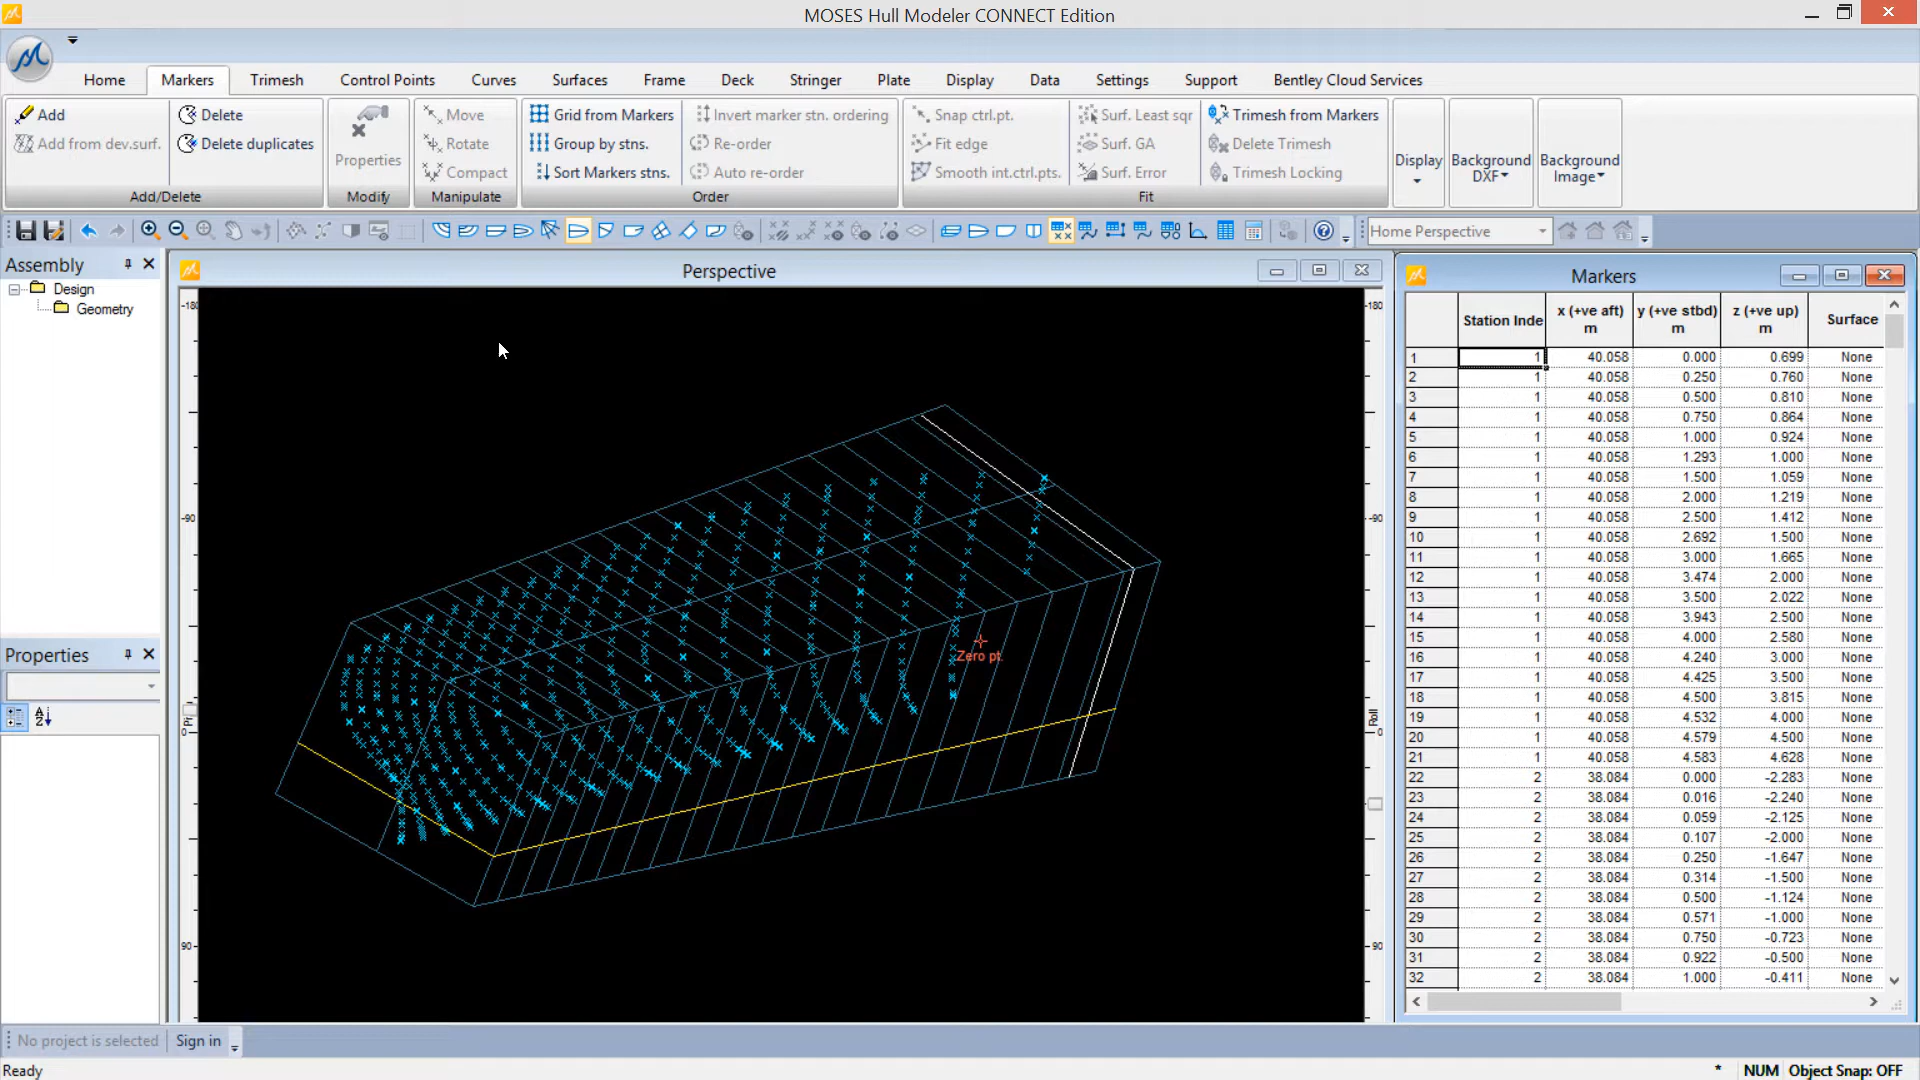 MOSES Hull Modeler CONNECT Edition
Home Markers Trimesh Control Points Curves Surfaces Frame Deck Stringer Plate Display Data Settings Support Bentley Cloud Services
Add Delete Move Grid from Markers Invert marker stn. ordering Snap ctrl.pt. Surf. Least sqr Trimesh from Markers
Add from dev.surf. Delete duplicates Properties Rotate Group by stns. Re-order Fit edge Surf. GA Delete Trimesh Display Background DXF Background Image
Compact Sort Markers stns. Auto re-order Smooth int.ctrl.pts. Surf. Error Trimesh Locking
Add/Delete Modify Manipulate Order Fit
Home Perspective
Assembly
Design
Geometry
Properties
Perspective
-180 -180
-90 -90
Zero pt.
Roll
0 0
90 90
Markers
Station Inde x (+ve aft) m y (+ve stbd) m z (+ve up) m Surface
1 1 40.058 0.000 0.699 None
2 1 40.058 0.250 0.760 None
3 1 40.058 0.500 0.810 None
4 1 40.058 0.750 0.864 None
5 1 40.058 1.000 0.924 None
6 1 40.058 1.293 1.000 None
7 1 40.058 1.500 1.059 None
8 1 40.058 2.000 1.219 None
9 1 40.058 2.500 1.412 None
10 1 40.058 2.692 1.500 None
11 1 40.058 3.000 1.665 None
12 1 40.058 3.474 2.000 None
13 1 40.058 3.500 2.022 None
14 1 40.058 3.943 2.500 None
15 1 40.058 4.000 2.580 None
16 1 40.058 4.240 3.000 None
17 1 40.058 4.425 3.500 None
18 1 40.058 4.500 3.815 None
19 1 40.058 4.532 4.000 None
20 1 40.058 4.579 4.500 None
21 1 40.058 4.583 4.628 None
22 2 38.084 0.000 -2.283 None
23 2 38.084 0.016 -2.240 None
24 2 38.084 0.059 -2.125 None
25 2 38.084 0.107 -2.000 None
26 2 38.084 0.250 -1.647 None
27 2 38.084 0.314 -1.500 None
28 2 38.084 0.500 -1.124 None
29 2 38.084 0.571 -1.000 None
30 2 38.084 0.750 -0.723 None
31 2 38.084 0.922 -0.500 None
32 2 38.084 1.000 -0.411 None
No project is selected Sign in
Ready * NUM Object Snap: OFF